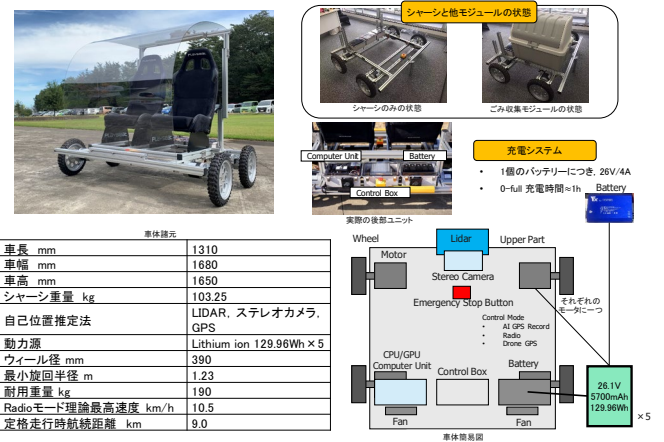 シャーシと他モジュールの状態
シャーシのみの状態
ごみ収集モジュールの状態
Computer Unit
Battery
Control Box
実際の後部ユニット
充電システム
• 1個のバッテリーにつき, 26V/4A
• 0-full 充電時間≈1h
Battery
車体諸元
車長 mm 1310
車幅 mm 1680
車高 mm 1650
シャーシ重量 kg 103.25
自己位置推定法 LIDAR, ステレオカメラ,
GPS
動力源 Lithium ion 129.96Wh×5
ウィール径 mm 390
最小旋回半径 m 1.23
耐用重量 kg 190
Radioモード理論最高速度 km/h 10.5
定格走行時航続距離 km 9.0
Wheel
Lidar
Upper Part
Motor
Stereo Camera
Emergency Stop Button
それぞれの
モータに一つ
Control Mode
• AI GPS Record
• Radio
• Drone GPS
CPU/GPU
Computer Unit
Control Box
Battery
Fan
Fan
26.1V
5700mAh
129.96Wh
×5
車体簡易図